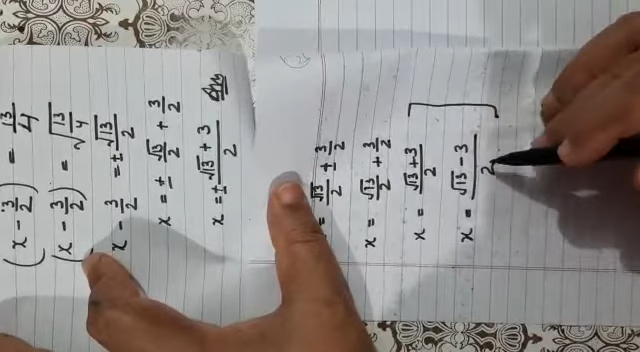 (x - 3/2) = 13/4
(x - 3/2) = √13/4
x - 3/2 = ± √13/2
x = ± √13/2 + 3/2
x = ± √13 + 3/2 Ans
= √13/2 + 3/2
x = √13/2 + 3/2
x = √13 + 3/2
x = √13 - 3/2